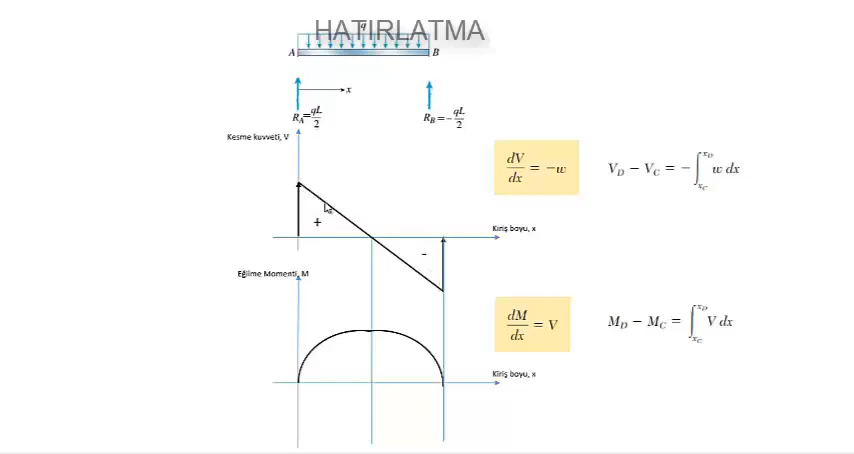 HATIRLATMA
q
A B
x
R_A = qL/2 R_B = - qL/2
Kesme kuvveti, V
dV/dx = -w V_D - V_C = - ∫_{x_C}^{x_D} w dx
+
Kiriş boyu, x
-
Eğilme Momenti, M
dM/dx = V M_D - M_C = ∫_{x_C}^{x_D} V dx
Kiriş boyu, x